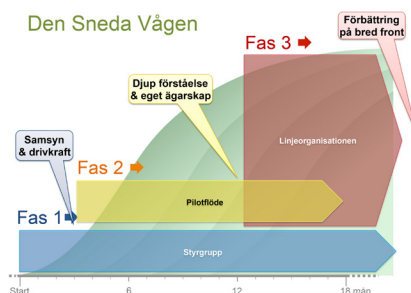 Den Sneda Vågen
Förbättring
på bred front
Fas 3
Djup förståelse
& eget ägarskap
Samsyn
& drivkraft
Linjeorganisationen
Fas 2
Pilotflöde
Fas 1
Styrgrupp
Start
6
12
18 mån